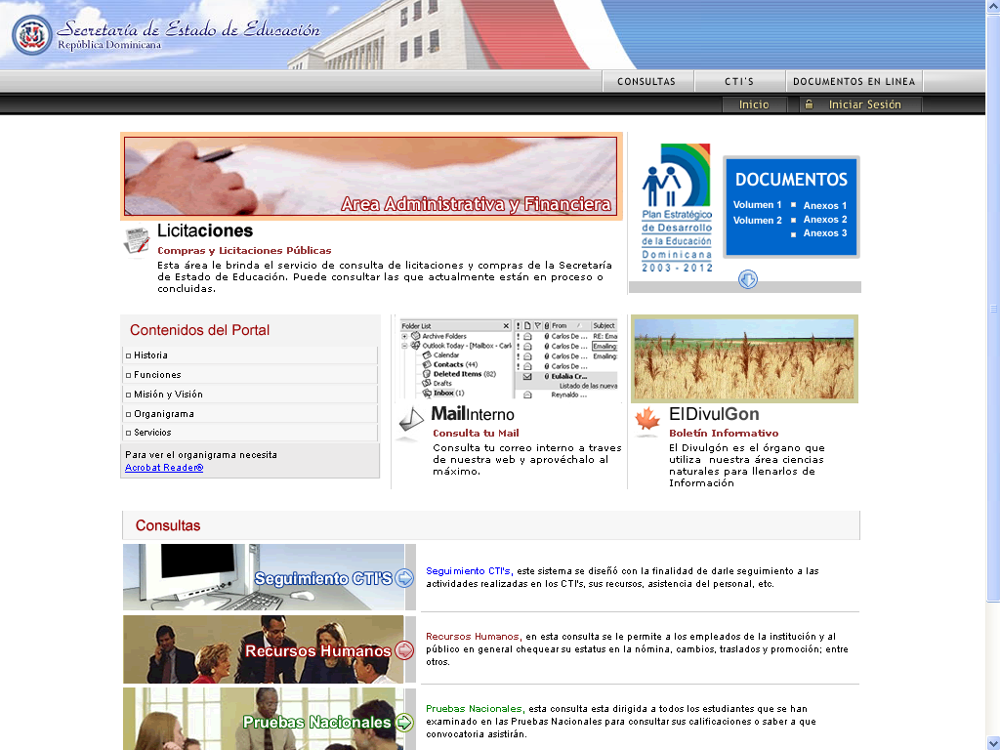 Secretaría de Estado de Educación
República Dominicana
CONSULTAS
CTI'S
DOCUMENTOS EN LINEA
Inicio
Iniciar Sesión
Area Administrativa y Financiera
Licitaciones
Compras y Licitaciones Públicas
Esta área le brinda el servicio de consulta de licitaciones y compras de la Secretaría
de Estado de Educación. Puede consultar las que actualmente están en proceso o
concluidas.
Plan Estratégico
de Desarrollo
de la Educación
Dominicana
2003 - 2012
DOCUMENTOS
Volumen 1
Anexos 1
Volumen 2
Anexos 2
Anexos 3
Contenidos del Portal
Historia
Funciones
Misión y Visión
Organigrama
Servicios
Para ver el organigrama necesita
Acrobat Reader®
Folder List
Archive Folders
Outlook Today - [Mailbox - Carl
Calendar
Contacts (44)
Deleted Items (82)
Drafts
Inbox (1)
From
Subject
Carlos De ... RE: Ema
Carlos De ... Emailing
Carlos De ... Emailing:
Carlos De ...
Eulalia Cr...
Listado de las nueva
Reynaldo ...
MailInterno
Consulta tu Mail
Consulta tu correo interno a traves
de nuestra web y aprovéchalo al
máximo.
ElDivulGon
Boletín Informativo
El Divulgón es el órgano que
utiliza nuestra área ciencias
naturales para llenarlos de
Información
Consultas
Seguimiento CTI'S
Seguimiento CTI's, este sistema se diseñó con la finalidad de darle seguimiento a las
actividades realizadas en los CTI's, sus recursos, asistencia del personal, etc.
Recursos Humanos
Recursos Humanos, en esta consulta se le permite a los empleados de la institución y al
público en general chequear su estatus en la nómina, cambios, traslados y promoción; entre
otros.
Pruebas Nacionales
Pruebas Nacionales, esta consulta esta dirigida a todos los estudiantes que se han
examinado en las Pruebas Nacionales para consultar sus calificaciones o saber a que
convocatoria asistirán.